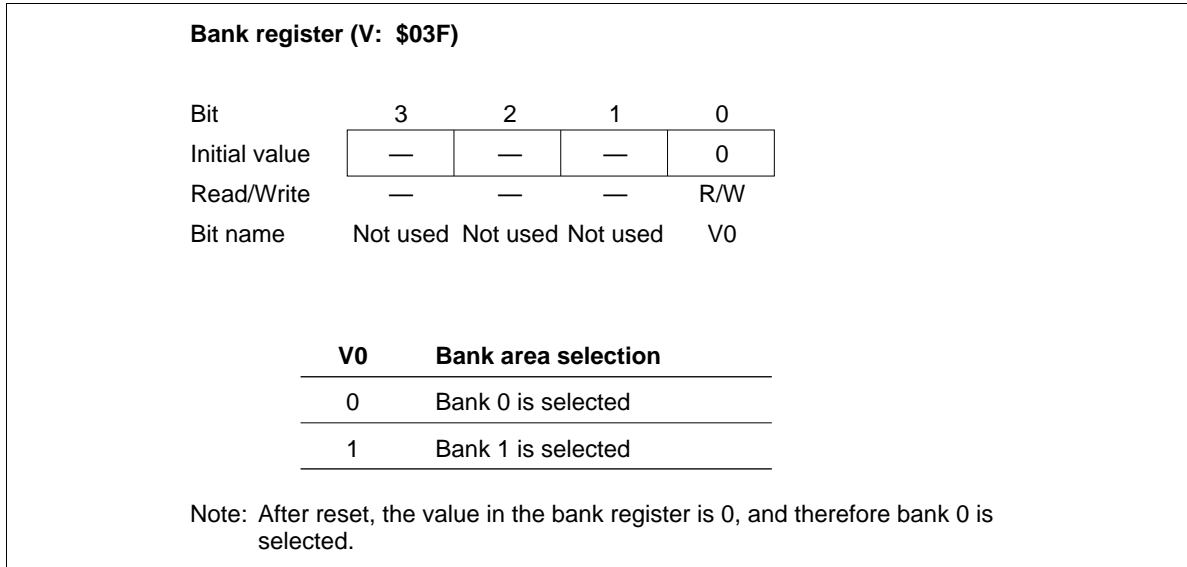 Bank register (V: $03F)
Bit 3 2 1 0
Initial value — — — 0
Read/Write — — — R/W
Bit name Not used Not used Not used V0
V0 Bank area selection
0 Bank 0 is selected
1 Bank 1 is selected
Note: After reset, the value in the bank register is 0, and therefore bank 0 is
selected.